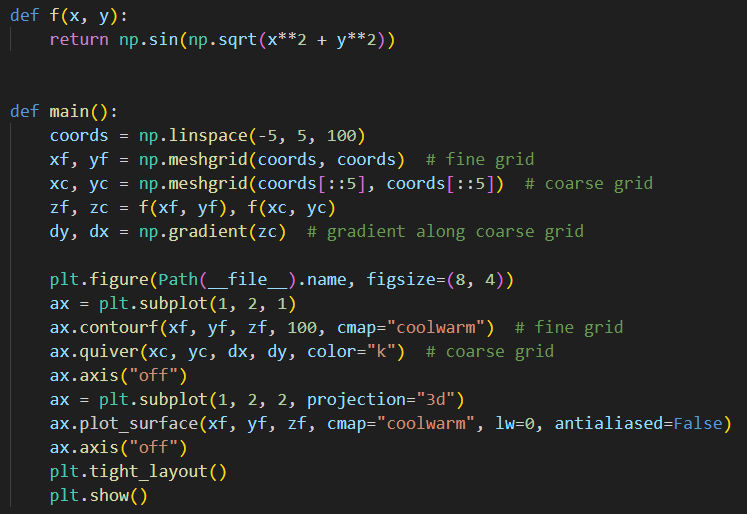 def f(x, y):
    return np.sin(np.sqrt(x**2 + y**2))
def main():
    coords = np.linspace(-5, 5, 100)
    xf, yf = np.meshgrid(coords, coords)  # fine grid
    xc, yc = np.meshgrid(coords[::5], coords[::5])  # coarse grid
    zf, zc = f(xf, yf), f(xc, yc)
    dy, dx = np.gradient(zc)  # gradient along coarse grid
    plt.figure(Path(__file__).name, figsize=(8, 4))
    ax = plt.subplot(1, 2, 1)
    ax.contourf(xf, yf, zf, 100, cmap="coolwarm")  # fine grid
    ax.quiver(xc, yc, dx, dy, color="k")  # coarse grid
    ax.axis("off")
    ax = plt.subplot(1, 2, 2, projection="3d")
    ax.plot_surface(xf, yf, zf, cmap="coolwarm", lw=0, antialiased=False)
    ax.axis("off")
    plt.tight_layout()
    plt.show()